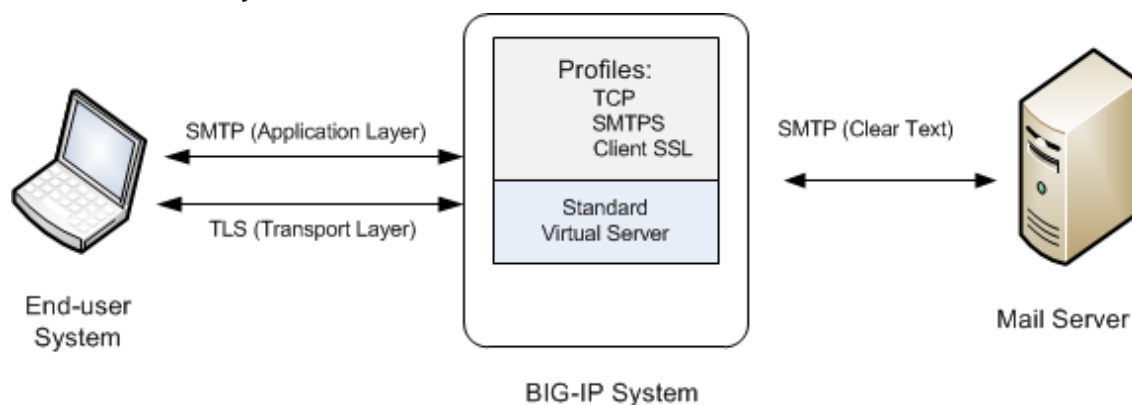 Profiles:
TCP
SMTPS
Client SSL
SMTP (Application Layer)
SMTP (Clear Text)
Standard
Virtual Server
TLS (Transport Layer)
End-user
System
Mail Server
BIG-IP System